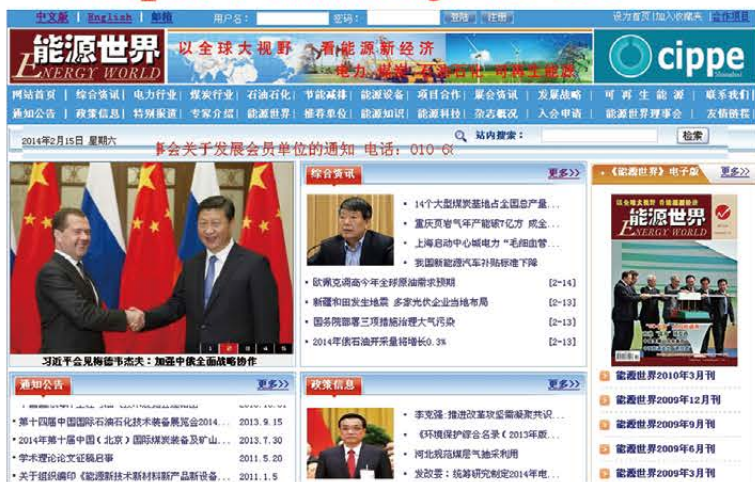 中文版 | English | 邮箱 用户名： 密码： 登陆 注册 设为首页 | 加入收藏夹 | 合作项目
能源世界
ENERGY WORLD
以全球大视野 看能源新经济
电力
cippe
网站首页 | 综合资讯 | 电力行业 | 煤炭行业 | 石油石化 | 节能减排 | 能源设备 | 项目合作 | 展会资讯 | 发展战略 | 可再生能源 | 联系我们
通知公告 | 政策信息 | 特别报道 | 专家介绍 | 能源世界 | 推荐单位 | 能源知识 | 能源科技 | 杂志概况 | 入会申请 | 能源世界理事会 | 友情链接
2014年2月15日 星期六
事会关于发展会员单位的通知 电话：010-6
站内搜索： 检索
1 2 3 4 5
习近平会见梅德韦杰夫：加强中俄全面战略协作
综合资讯 更多>>
· 14个大型煤炭基地占全国总产量...
· 重庆页岩气年产能破7亿方 成全...
· 上海启动中心城电力“毛细血管...
· 我国新能源汽车补贴标准下降
· 欧佩克调高今年全球原油需求预期 [2-14]
· 新疆和田发生地震 多家光伏企业当地布局 [2-13]
· 国务院部署三项措施治理大气污染 [2-13]
· 2014年俄石油开采量将增长0.3% [2-13]
·《能源世界》电子版 更多>>
能源世界
ENERGY WORLD
能源世界2010年3月刊
能源世界2009年12月刊
能源世界2009年9月刊
能源世界2009年6月刊
能源世界2009年3月刊
通知公告 更多>>
· 第十四届中国国际石油石化技术装备展览会2014... 2013.9.15
· 2014年第十届中国（北京）国际煤炭装备及矿山... 2013.7.30
· 学术理论论文征稿启事 2011.5.20
· 关于组织编印《能源新技术新材料新产品新设备... 2011.1.5
政策信息 更多>>
· 李克强：推进改革攻坚需凝聚共识...
· 《环境保护综合名录（2013年版...
· 河北规范煤层气抽采利用
· 发改委：统筹研究制定2014年电...